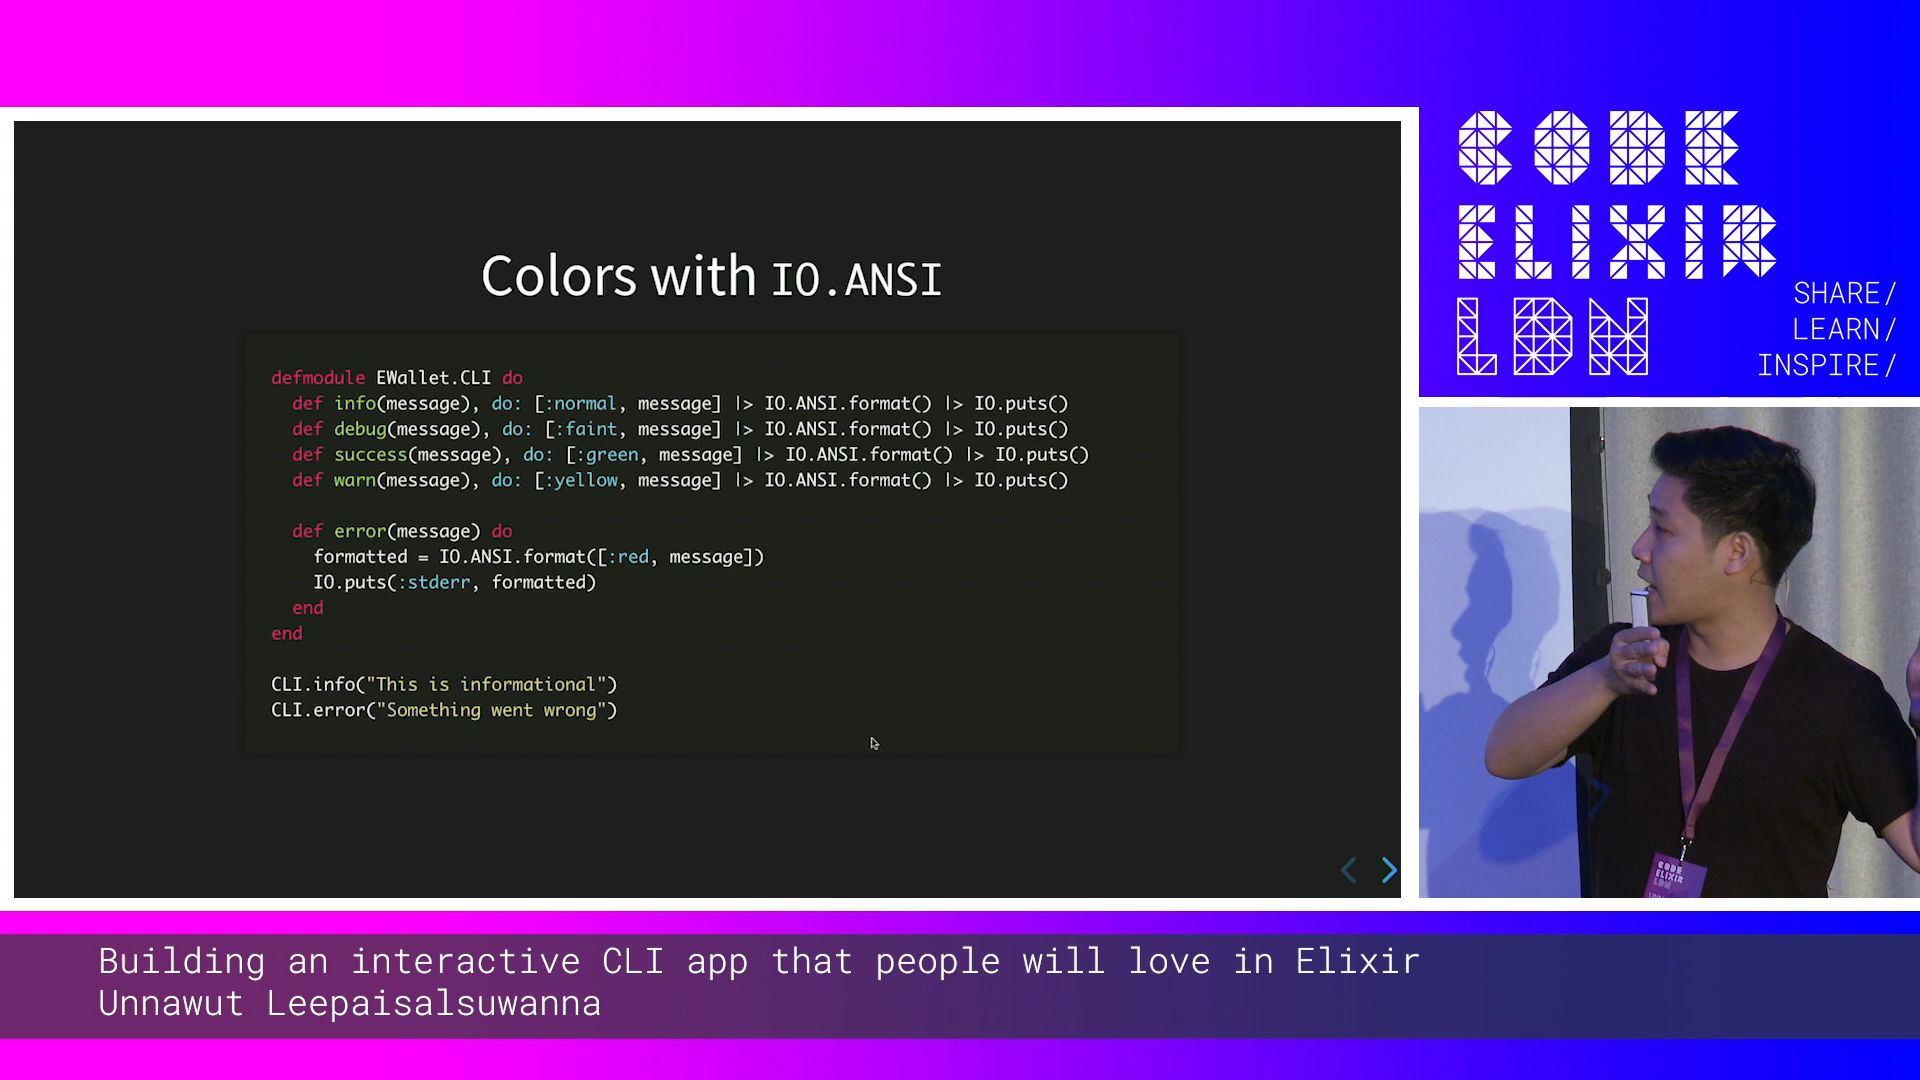 CODE
ELIXIR
LDN
SHARE/
LEARN/
INSPIRE/
Colors with IO.ANSI
defmodule EWallet.CLI do
  def info(message), do: [:normal, message] |> IO.ANSI.format() |> IO.puts()
  def debug(message), do: [:faint, message] |> IO.ANSI.format() |> IO.puts()
  def success(message), do: [:green, message] |> IO.ANSI.format() |> IO.puts()
  def warn(message), do: [:yellow, message] |> IO.ANSI.format() |> IO.puts()
  def error(message) do
    formatted = IO.ANSI.format([:red, message])
    IO.puts(:stderr, formatted)
  end
end
CLI.info("This is informational")
CLI.error("Something went wrong")
CODE
ELIXIR
LDN
Building an interactive CLI app that people will love in Elixir
Unnawut Leepaisalsuwanna